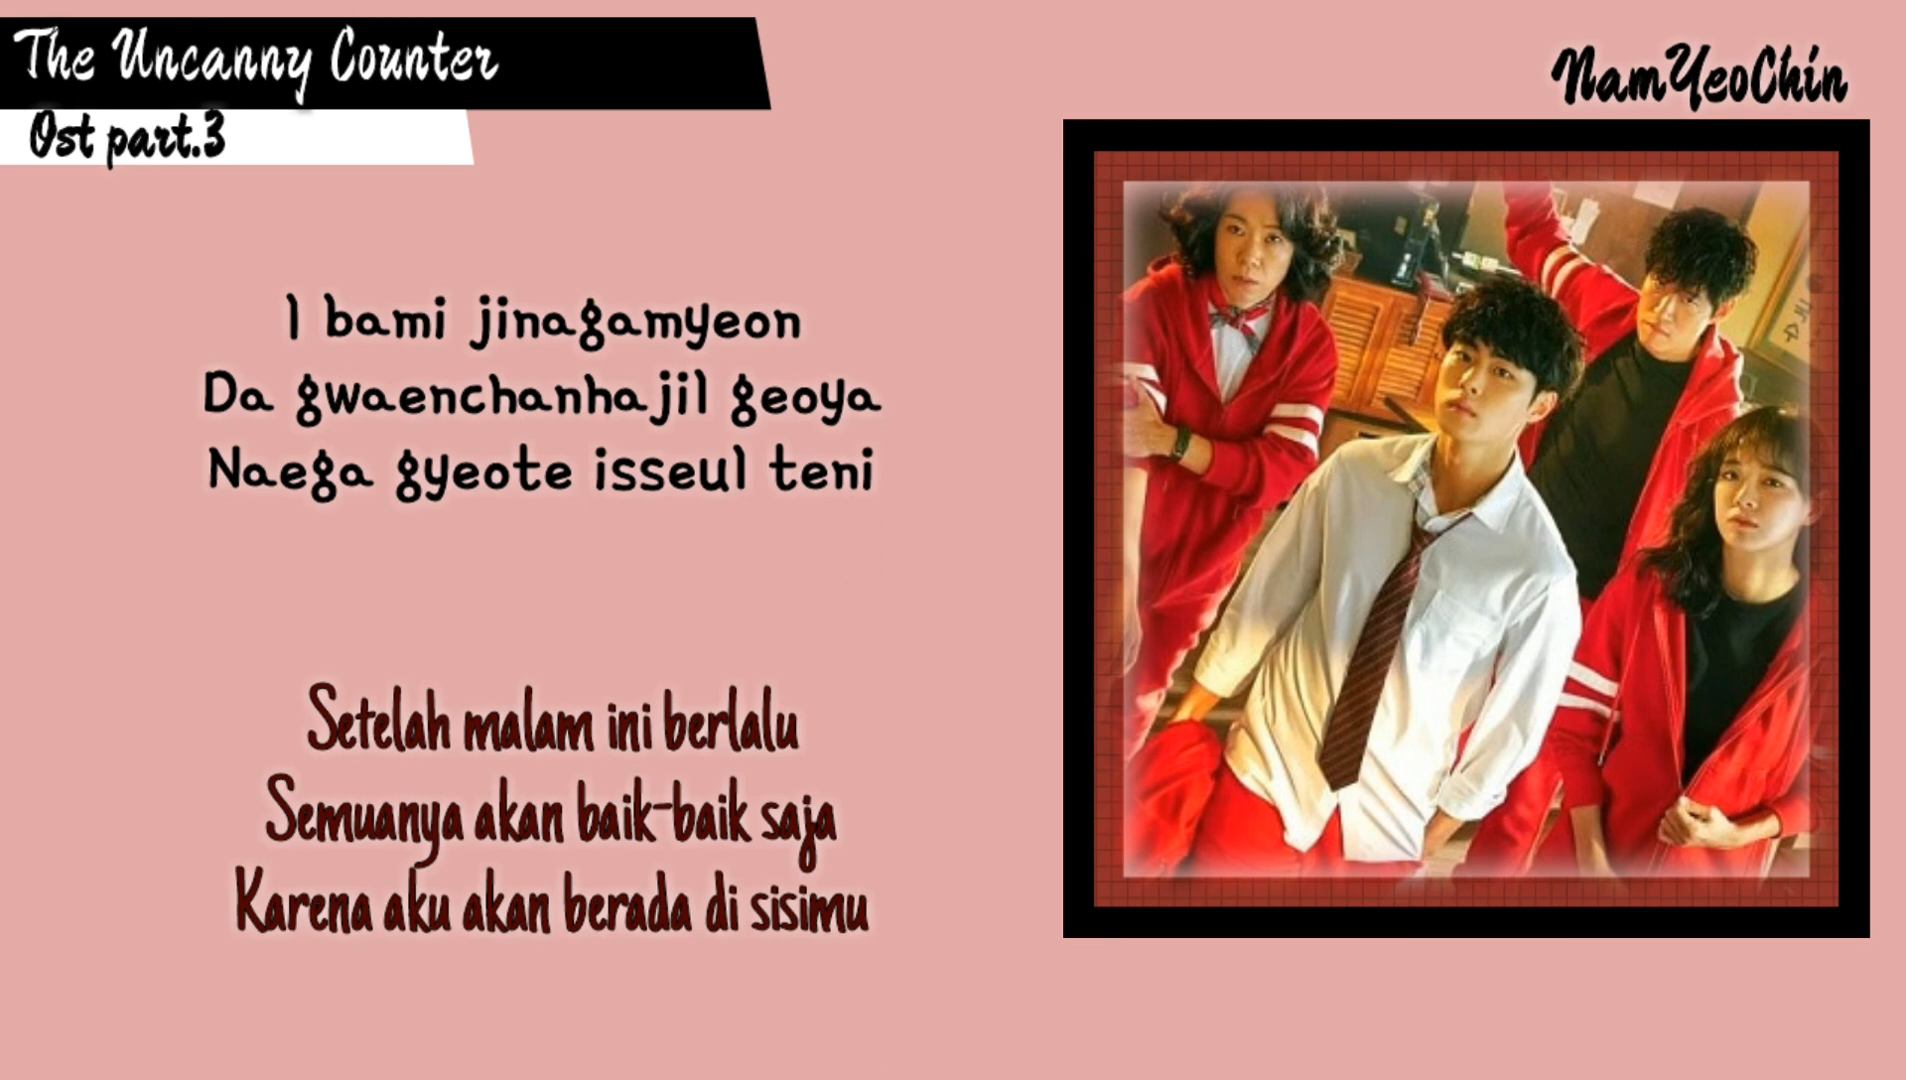 The Uncanny Counter
Ost part.3
NamYeoChin
I bami jinagamyeon
Da gwaenchanhajil geoya
Naega gyeote isseul teni
Setelah malam ini berlalu
Semuanya akan baik-baik saja
Karena aku akan berada di sisimu